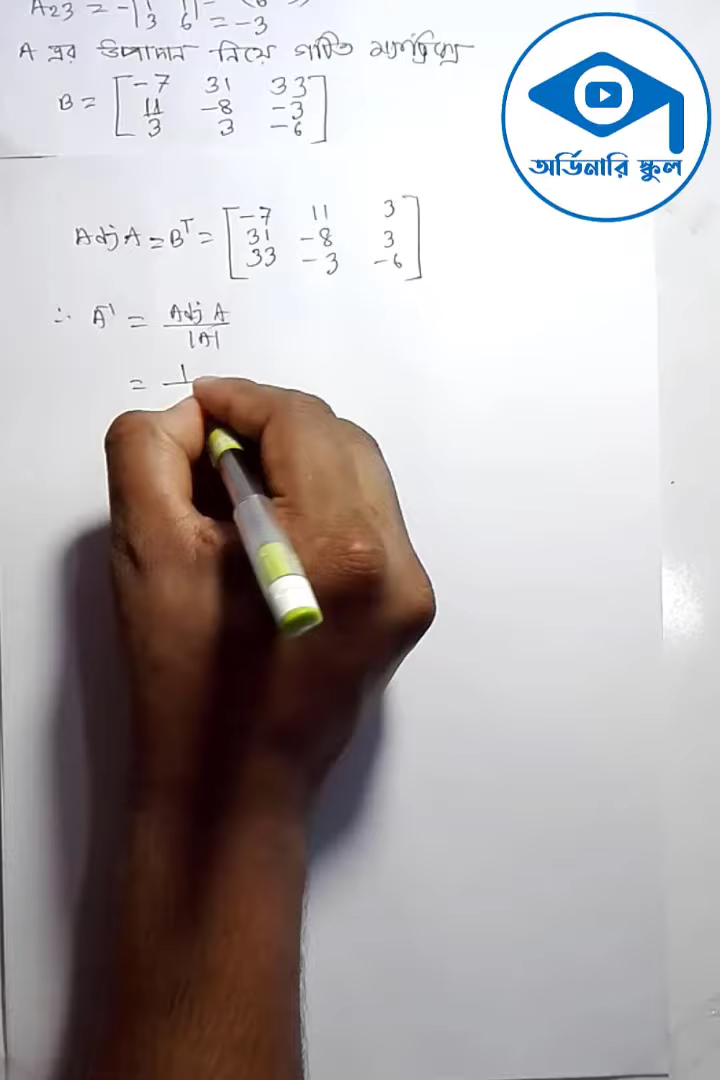 A23 = -|1 1 3 6| = -3
A এর উপাদান নিয়ে গঠিত ম্যাট্রিক্স
B = [-7 31 33
11 -8 -3
3 3 -6]
অর্ডিনারি স্কুল
Adj A = Bᵀ = [-7 11 3
31 -8 3
33 -3 -6]
∴ A⁻¹ = Adj A / |A|
= 1